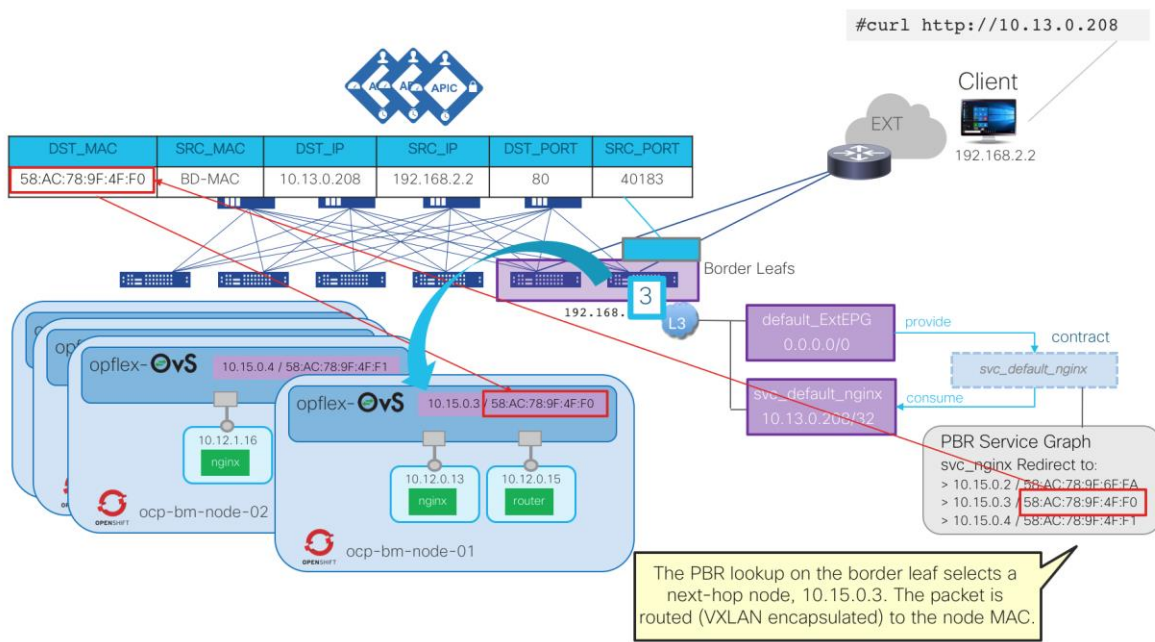 #curl http://10.13.0.208
Client
EXT
192.168.2.2
APIC
DST_MAC SRC_MAC DST_IP SRC_IP DST_PORT SRC_PORT
58:AC:78:9F:4F:F0 BD-MAC 10.13.0.208 192.168.2.2 80 40183
Border Leafs
3
192.168.
L3
default_ExtEPG
0.0.0.0/0
provide
contract
svc_default_nginx
svc_default_nginx
10.13.0.208/32
consume
opflex-OvS 10.15.0.4 / 58:AC:78:9F:4F:F1
10.12.1.16
nginx
OPENSHIFT
ocp-bm-node-02
opflex-OvS 10.15.0.3 / 58:AC:78:9F:4F:F0
10.12.0.13
nginx
10.12.0.15
router
OPENSHIFT
ocp-bm-node-01
PBR Service Graph
svc_nginx Redirect to:
> 10.15.0.2 / 58:AC:78:9F:6F:FA
> 10.15.0.3 / 58:AC:78:9F:4F:F0
> 10.15.0.4 / 58:AC:78:9F:4F:F1
The PBR lookup on the border leaf selects a
next-hop node, 10.15.0.3. The packet is
routed (VXLAN encapsulated) to the node MAC.